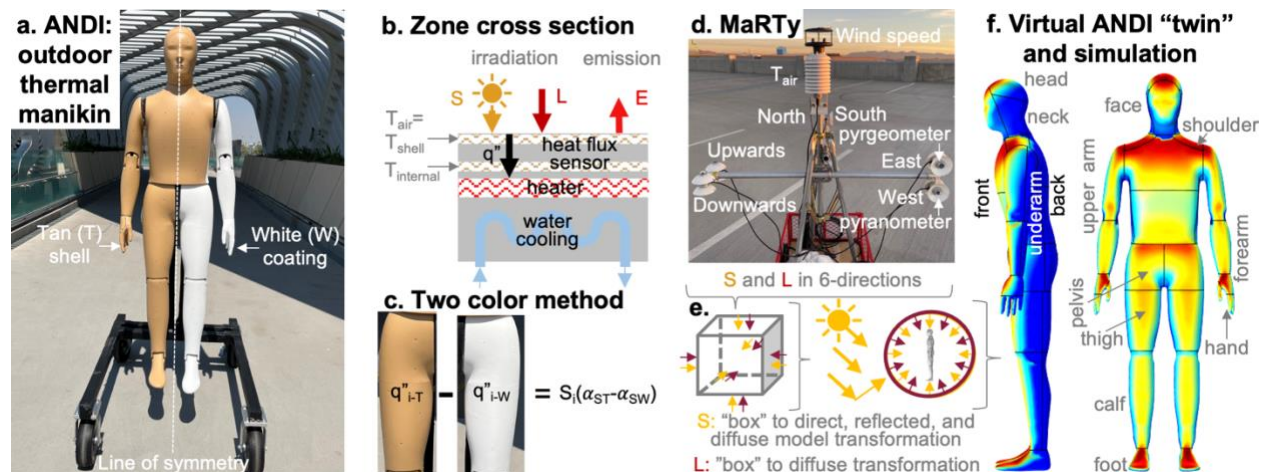 a. ANDI:
outdoor
thermal
manikin
Tan (T)
shell
White (W)
coating
Line of symmetry
b. Zone cross section
irradiation
emission
S
L
E
T air=
T shell
q"
heat flux
sensor
T internal
heater
water
cooling
c. Two color method
q"i-T - q"i-W = Si(αST-αSW)
d. MaRTy
Wind speed
Tair
North
South
pyrgeometer
Upwards
East
Downwards
West
pyranometer
S and L in 6-directions
e.
S: "box" to direct, reflected, and
diffuse model transformation
L: "box" to diffuse transformation
f. Virtual ANDI “twin”
and simulation
head
neck
face
shoulder
front
underarm
back
upper arm
forearm
pelvis
thigh
hand
calf
foot